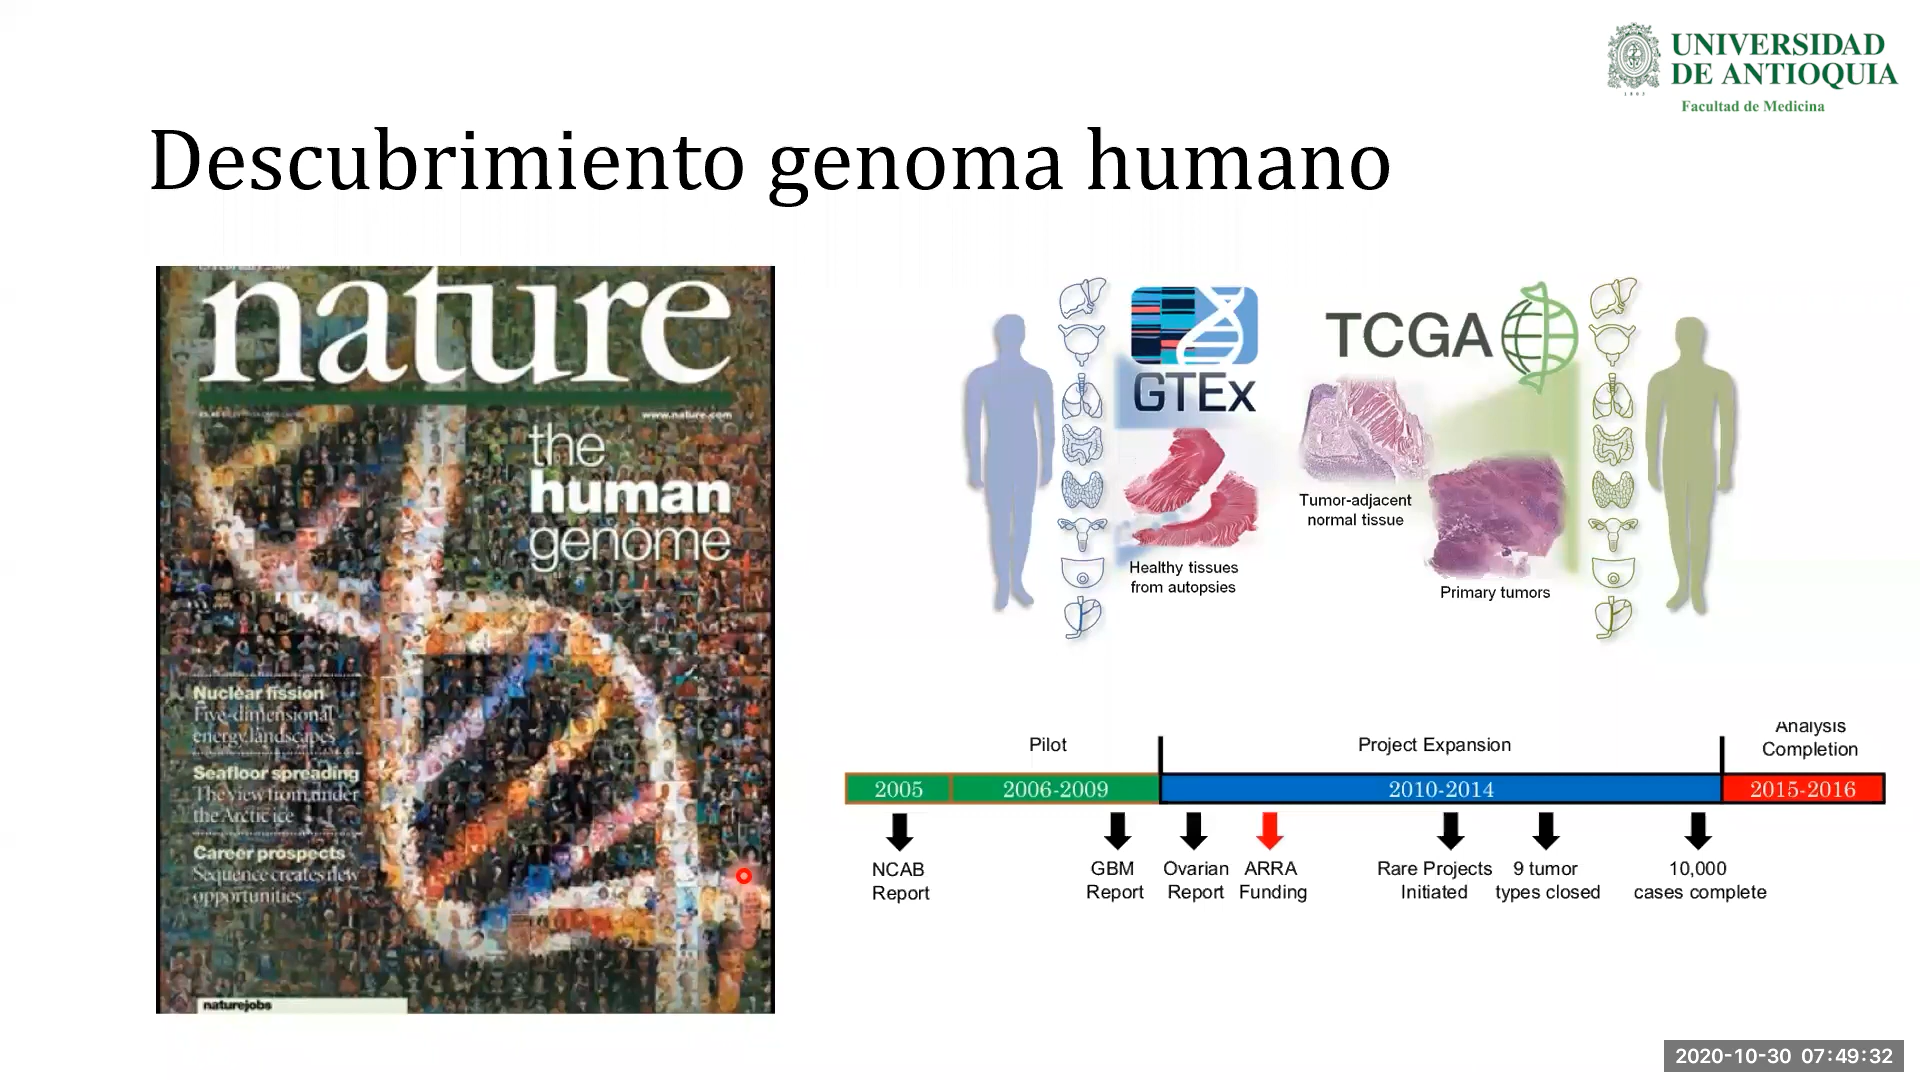 UNIVERSIDAD
DE ANTIOQUIA
1803
Facultad de Medicina
Descubrimiento genoma humano
nature
www.nature.com
the
human
genome
Nuclear fission
Five-dimensional
energy landscapes
Seafloor spreading
The view from under
the Arctic ice
Career prospects
Sequence creates new
opportunities
naturejobs
GTEx
TCGA
Healthy tissues
from autopsies
Tumor-adjacent
normal tissue
Primary tumors
Pilot
Project Expansion
Analysis
Completion
2005
2006-2009
2010-2014
2015-2016
NCAB
Report
GBM
Report
Ovarian
Report
ARRA
Funding
Rare Projects
Initiated
9 tumor
types closed
10,000
cases complete
2020-10-30 07:49:32